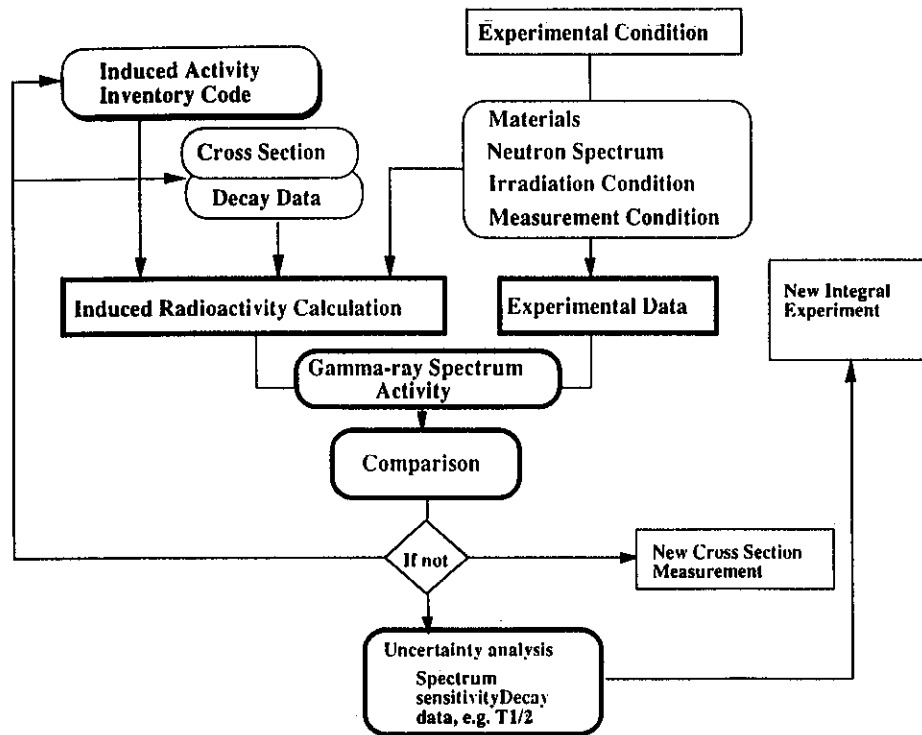 Experimental Condition
Induced Activity
Inventory Code
Materials
Neutron Spectrum
Irradiation Condition
Measurement Condition
Cross Section
Decay Data
Induced Radioactivity Calculation
Experimental Data
New Integral
Experiment
Gamma-ray Spectrum
Activity
Comparison
If not
New Cross Section
Measurement
Uncertainty analysis
Spectrum
sensitivityDecay
data, e.g. T1/2